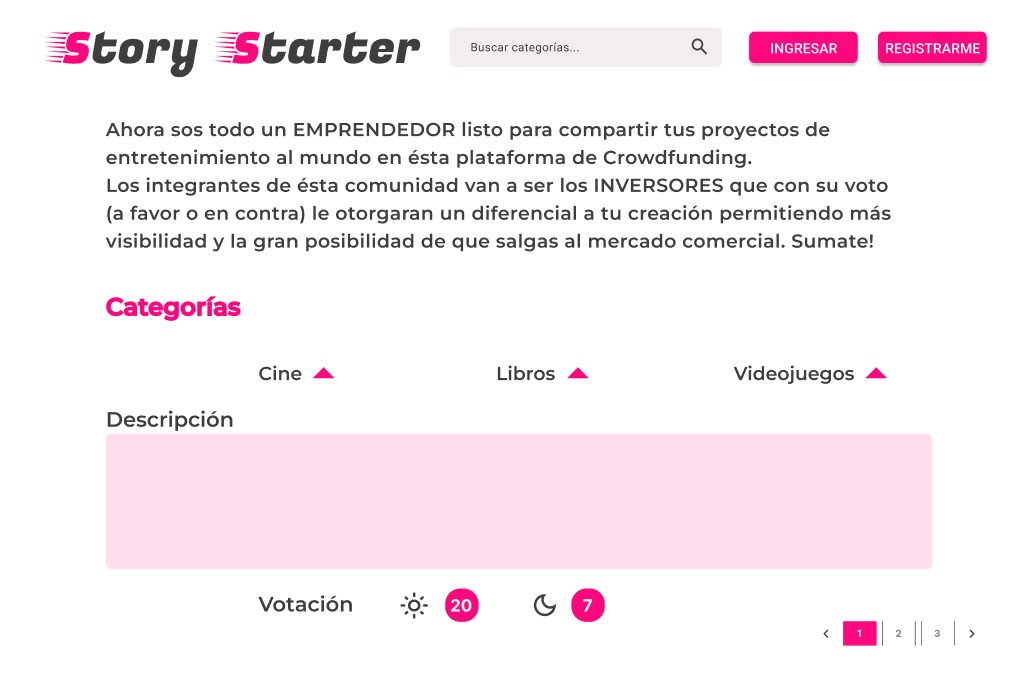 Story Starter
Buscar categorías...
INGRESAR
REGISTRARME
Ahora sos todo un EMPRENDEDOR listo para compartir tus proyectos de
entretenimiento al mundo en ésta plataforma de Crowdfunding.
Los integrantes de ésta comunidad van a ser los INVERSORES que con su voto
(a favor o en contra) le otorgaran un diferencial a tu creación permitiendo más
visibilidad y la gran posibilidad de que salgas al mercado comercial. Sumate!
Categorías
Cine
Libros
Videojuegos
Descripción
Votación
20
7
1
2
3